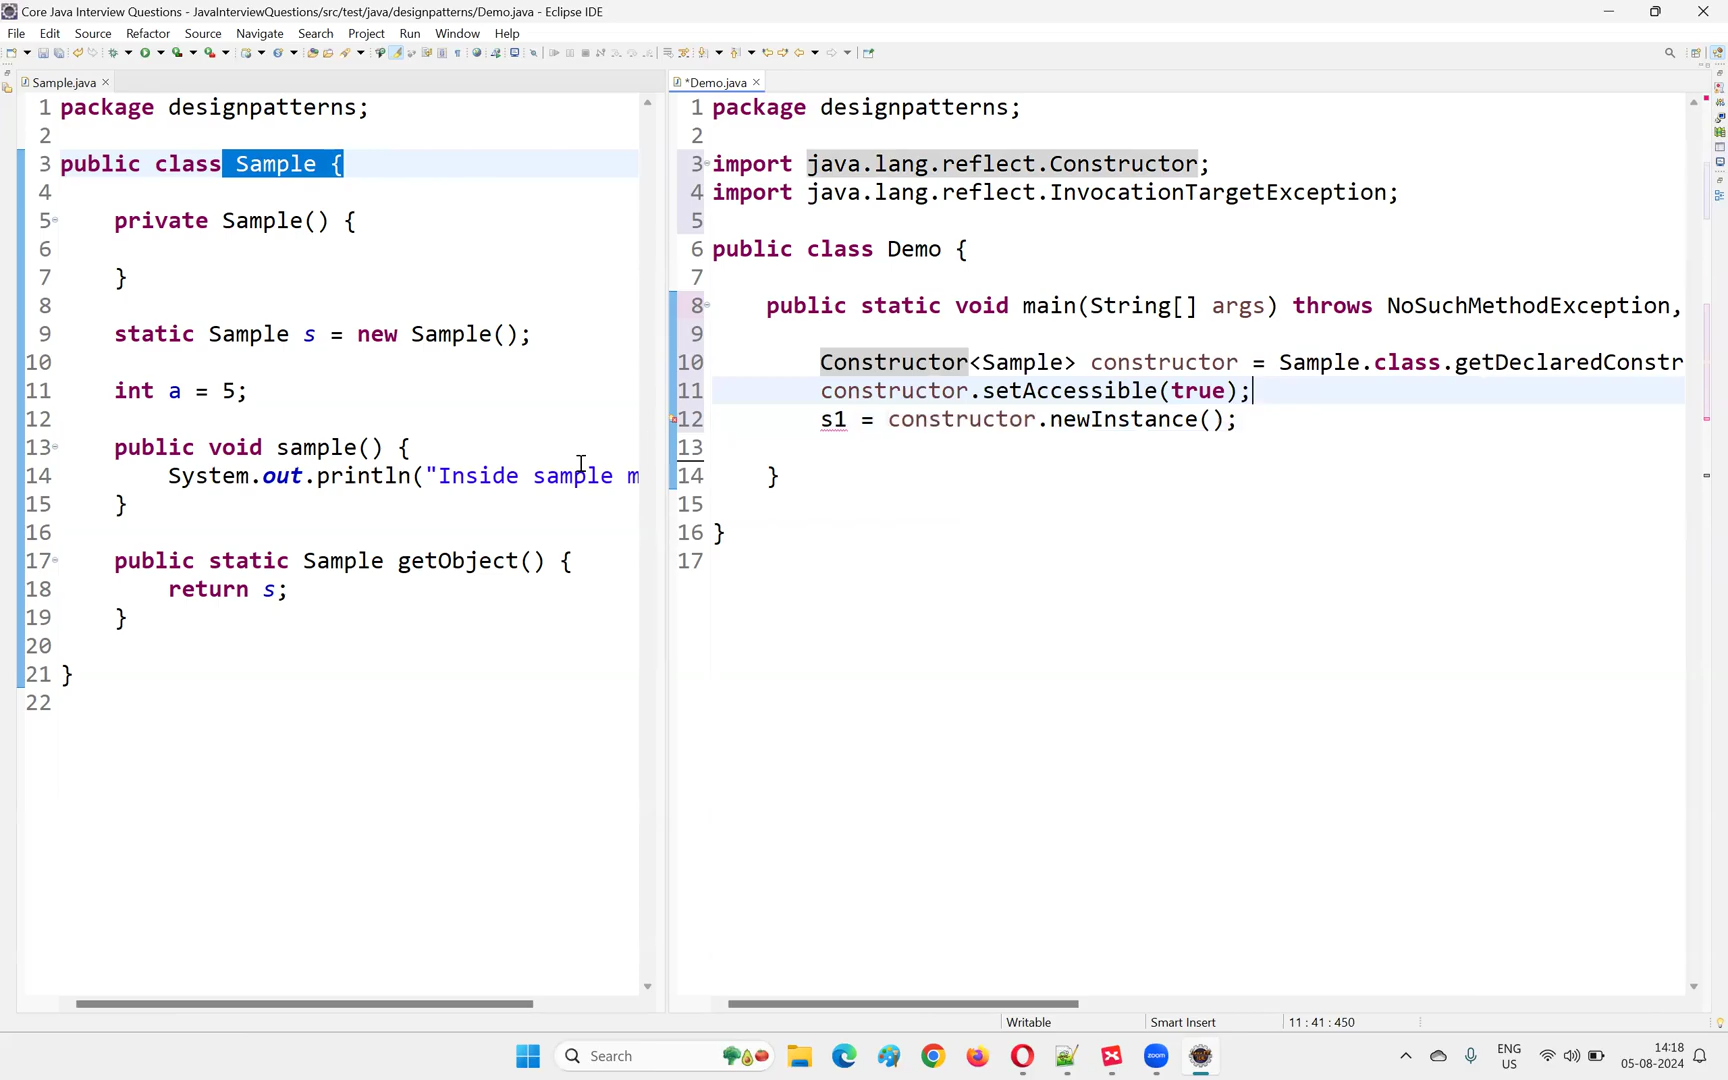 Core Java Interview Questions - JavaInterviewQuestions/src/test/java/designpatterns/Demo.java - Eclipse IDE
File Edit Source Refactor Source Navigate Search Project Run Window Help
Sample.java
1 package designpatterns;
2
3 public class Sample {
4
5 private Sample() {
6
7 }
8
9 static Sample s = new Sample();
10
11 int a = 5;
12
13 public void sample() {
14 System.out.println("Inside sample m
15 }
16
17 public static Sample getObject() {
18 return s;
19 }
20
21 }
22
*Demo.java
1 package designpatterns;
2
3 import java.lang.reflect.Constructor;
4 import java.lang.reflect.InvocationTargetException;
5
6 public class Demo {
7
8 public static void main(String[] args) throws NoSuchMethodException,
9
10 Constructor<Sample> constructor = Sample.class.getDeclaredConstr
11 constructor.setAccessible(true);
12 s1 = constructor.newInstance();
13
14 }
15
16 }
17
Writable Smart Insert 11 : 41 : 450
Search
zoom
ENG
US
14:18
05-08-2024